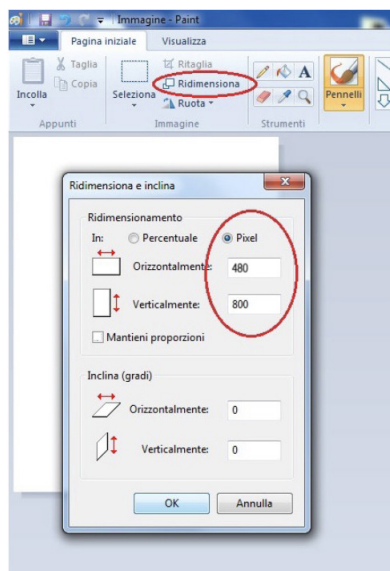 Immagine - Paint
Pagina iniziale Visualizza
Incolla
Taglia
Copia
Appunti
Seleziona
Ritaglia
Ridimensiona
Ruota
Immagine
A
Strumenti
Pennelli
Ridimensiona e inclina
Ridimensionamento
In: Percentuale Pixel
Orizzontalmente: 480
Verticalmente: 800
Mantieni proporzioni
Inclina (gradi)
Orizzontalmente: 0
Verticalmente: 0
OK Annulla